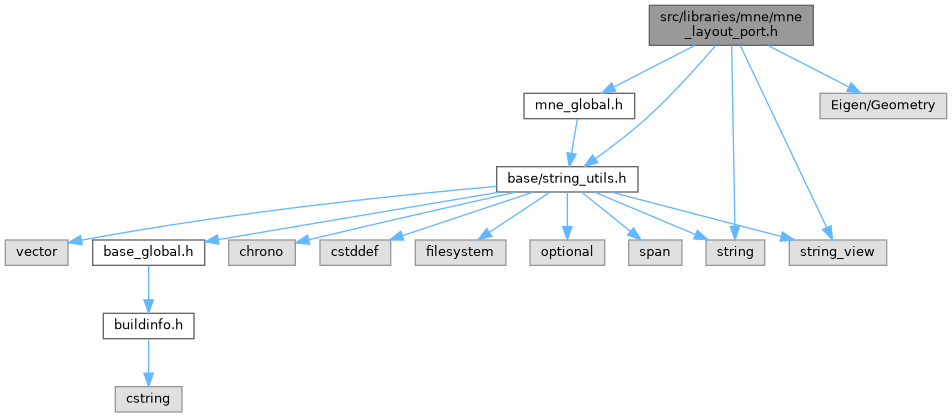 src/libraries/mne/mne
_layout_port.h
mne_global.h
Eigen/Geometry
base/string_utils.h
vector
base_global.h
chrono
cstddef
filesystem
optional
span
string
string_view
buildinfo.h
cstring